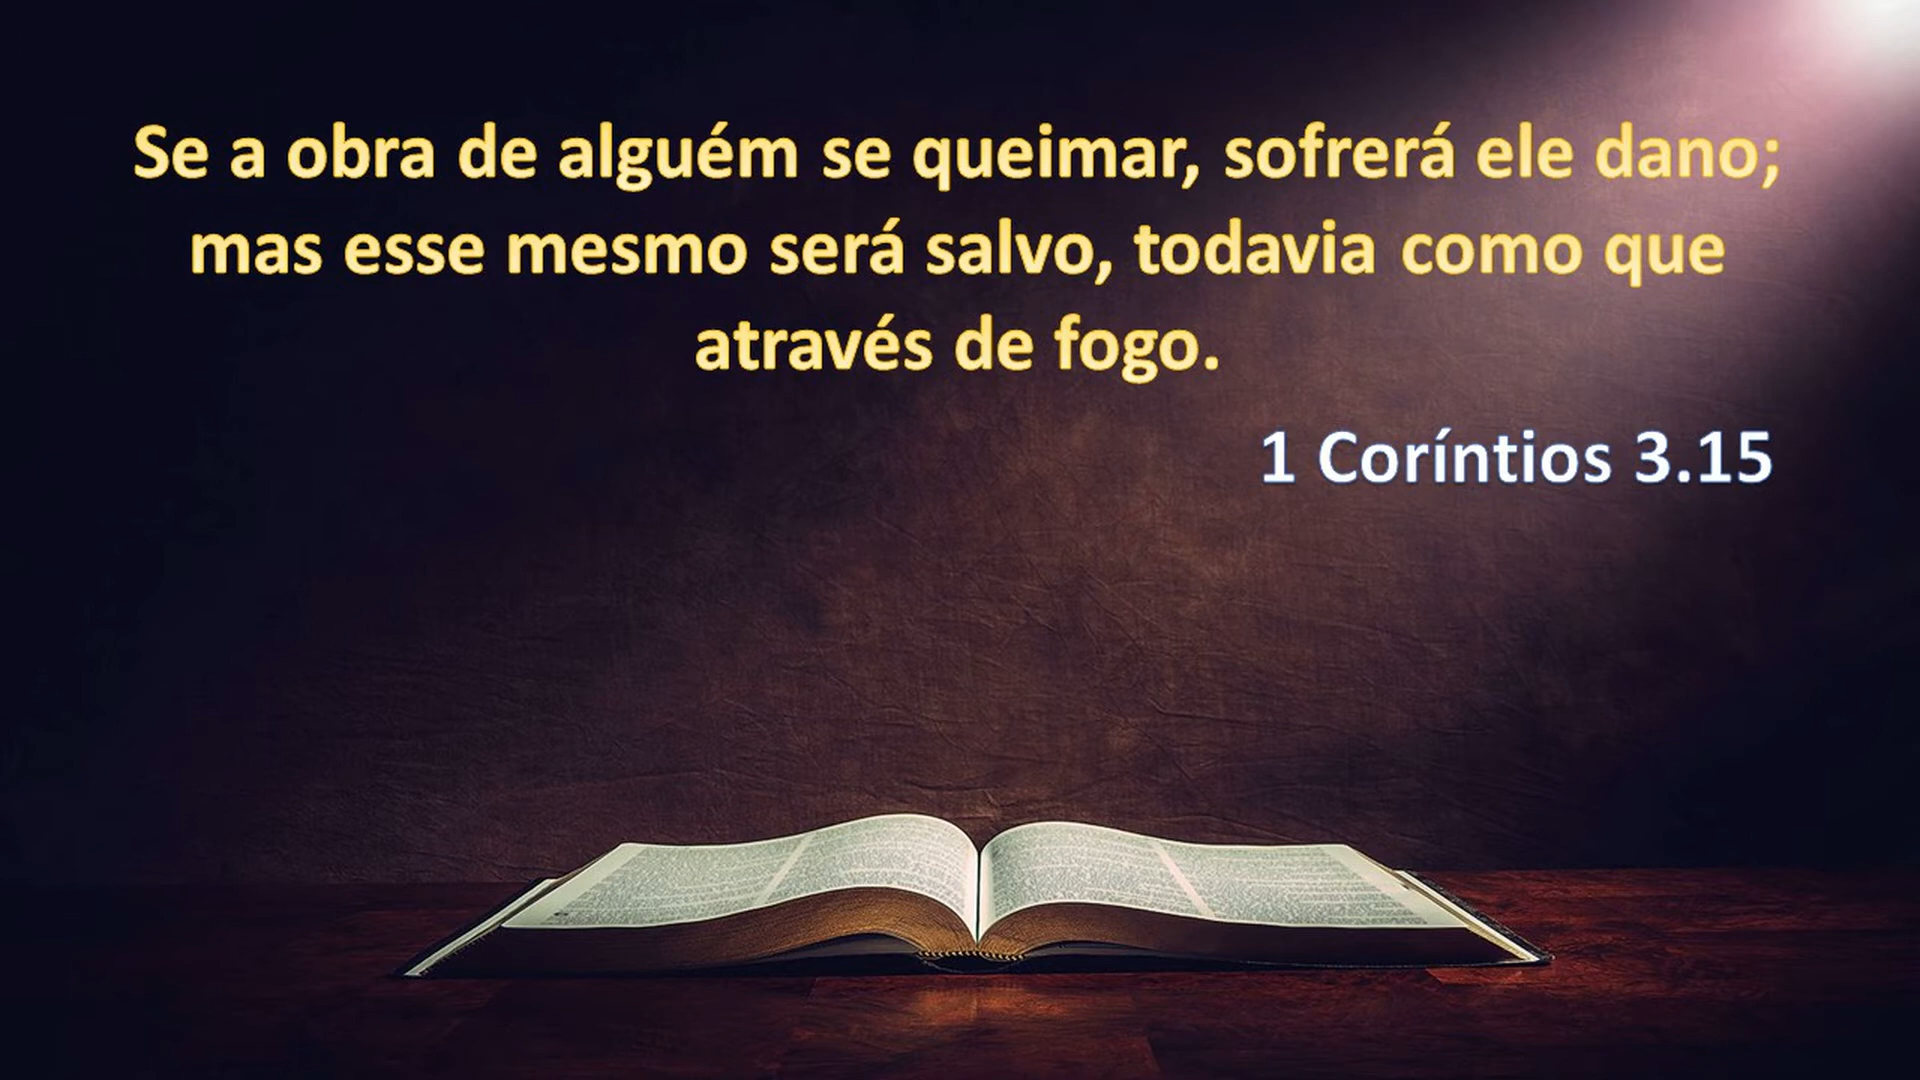 Se a obra de alguém se queimar, sofrerá ele dano;
mas esse mesmo será salvo, todavia como que
através de fogo.
1 Coríntios 3.15